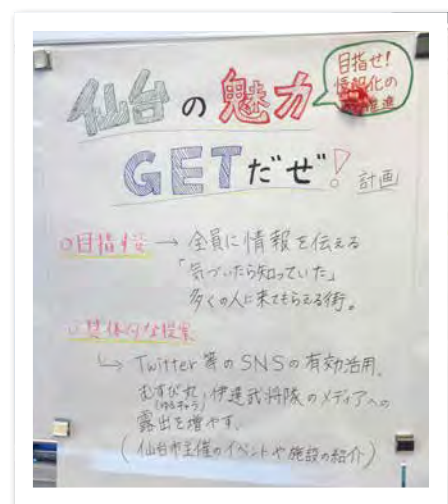 仙台の魅力
目指せ!
情報化の
推進
GETだぜ!計画
○目指す姿→全員に情報を伝える
「気づいたら知っていた」
多くの人に来てもらえる街。
○具体的な提案
↳Twitter等のSNSの有効活用。
むすび丸,伊達武将隊のメディアへの
(ゆるきゃら)
露出を増やす。
(仙台市主催のイベントや施設の紹介)